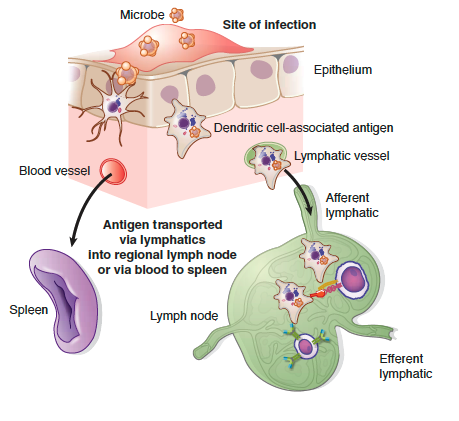 Microbe
Site of infection
Epithelium
Dendritic cell-associated antigen
Lymphatic vessel
Blood vessel
Afferent
lymphatic
Antigen transported
via lymphatics
into regional lymph node
or via blood to spleen
Spleen
Lymph node
Efferent
lymphatic